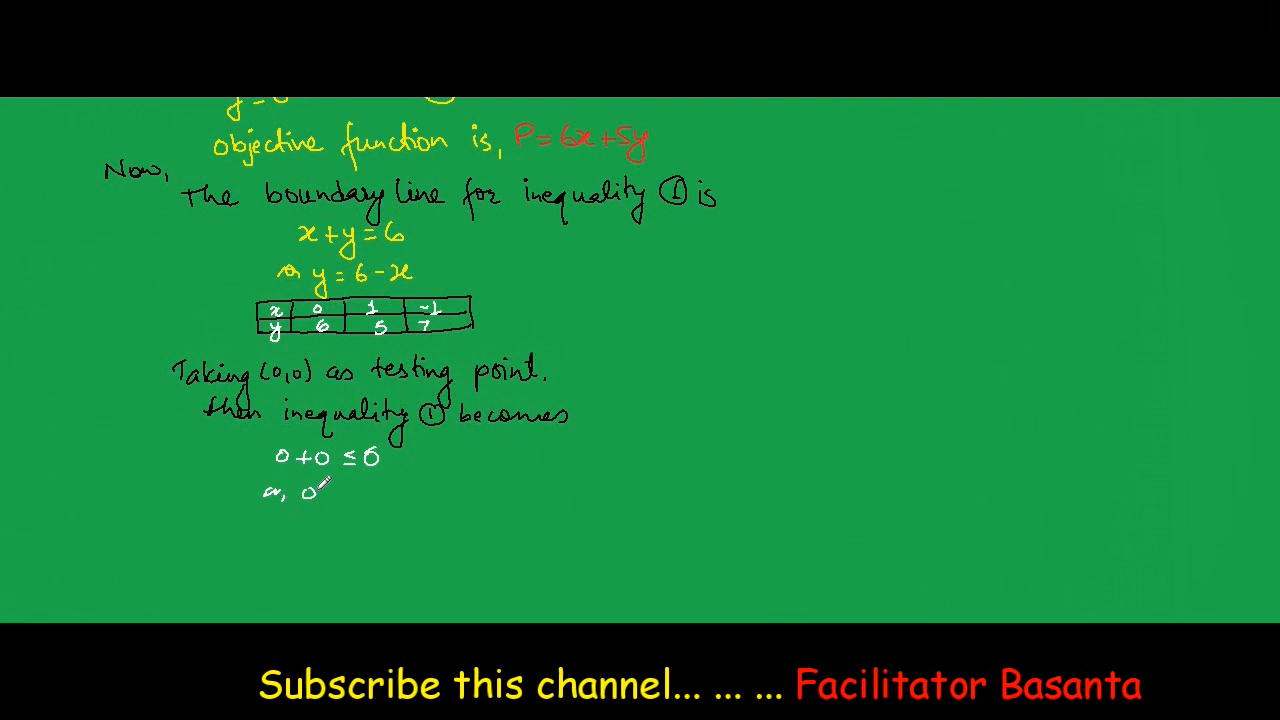 objective function is, P = 6x+5y
Now,
The boundary line for inequality ① is
x + y = 6
or y = 6 - x
x 0 1 -1
y 6 5 7
Taking (0,0) as testing point.
then inequality ① becomes
0 + 0 ≤ 6
or, 0
Subscribe this channel... ... ... Facilitator Basanta